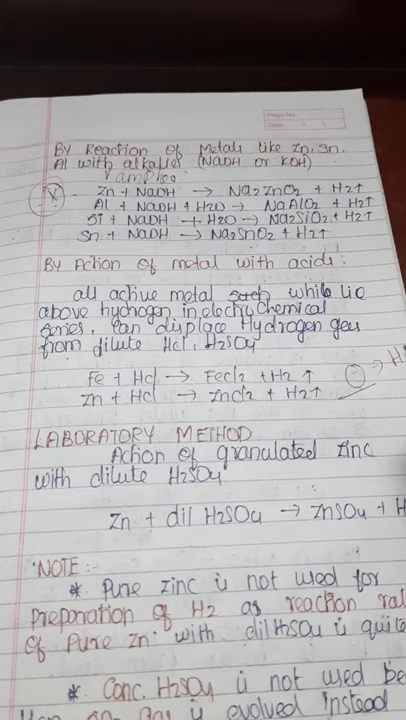 Page No.
Date
By Reaction of Metals like Zn, Sn,
Al with alkalies (NaOH or KOH)
Zn + NaOH → Na2ZnO2 + H2↑
Al + NaOH + H2O → NaAlO2 + H2↑
Si + NaOH + H2O → Na2SiO2 + H2↑
Sn + NaOH → Na2SnO2 + H2↑
By Action of metal with acids:
all active metal which lie
above hydrogen in electrochemical
series, can displace Hydrogen gas
from dilute HCl, H2SO4
Fe + HCl → FeCl2 + H2 ↑
Zn + HCl → ZnCl2 + H2↑
LABORATORY METHOD
Action of granulated zinc
with dilute H2SO4
Zn + dil H2SO4 → ZnSO4 + H
NOTE :-
* Pure zinc is not used for
preparation of H2 as reaction rat
of Pure Zn with dil H2SO4 is quite
* Conc. H2SO4 is not used be
gas is evolved instead